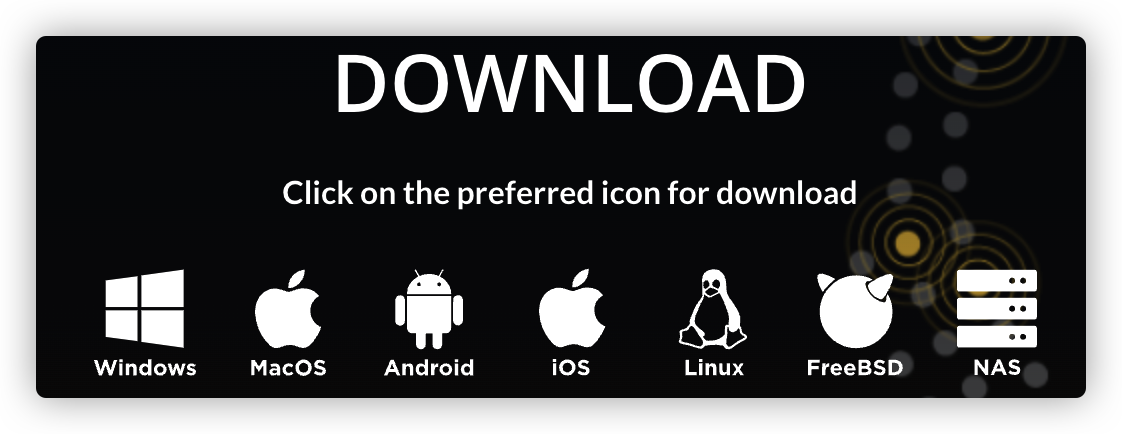 DOWNLOAD
Click on the preferred icon for download
Windows MacOS Android iOS Linux FreeBSD NAS